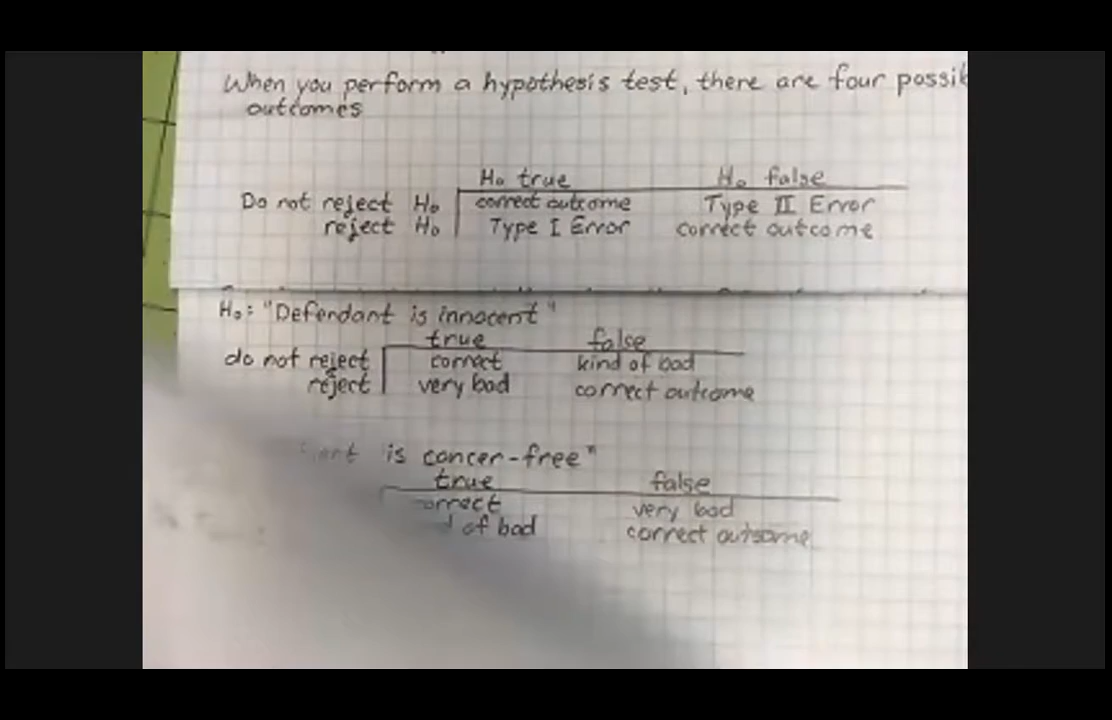 When you perform a hypothesis test, there are four possib
outcomes
H₀ true H₀ false
Do not reject H₀ correct outcome Type II Error
reject H₀ Type I Error correct outcome
H₀: "Defendant is innocent"
true false
do not reject correct kind of bad
reject very bad correct outcome
is cancer-free"
true false
orrect very bad
of bad correct outcome